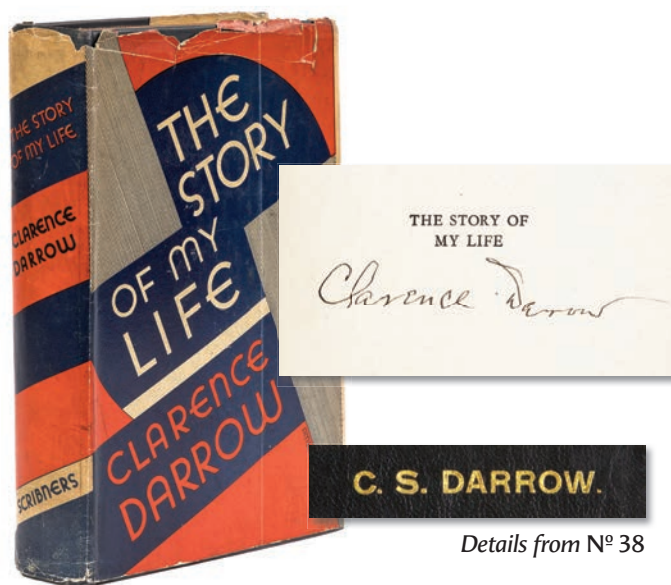 THE STORY
OF MY LIFE
CLARENCE
DARROW
SCRIBNERS
THE
STORY
OF MY
LIFE
CLARENCE
DARROW
THE STORY OF
MY LIFE
Clarence Darrow
C. S. DARROW.
Details from Nº 38